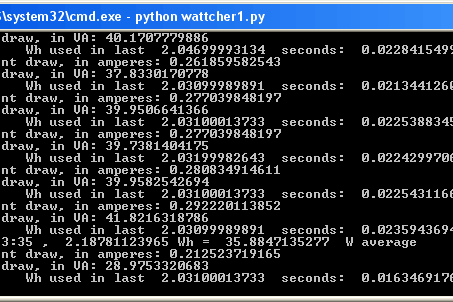 \system32\cmd.exe - python wattcher1.py
draw, in VA: 40.1707779886
Wh used in last 2.04699993134 seconds: 0.0228415499
nt draw, in amperes: 0.261859582543
draw, in VA: 37.8330170778
Wh used in last 2.03099989891 seconds: 0.0213441260
nt draw, in amperes: 0.277039848197
draw, in VA: 39.9506641366
Wh used in last 2.03100013733 seconds: 0.0225388345
nt draw, in amperes: 0.277039848197
draw, in VA: 39.7381404175
Wh used in last 2.03199982643 seconds: 0.0224299706
nt draw, in amperes: 0.280834914611
draw, in VA: 39.9582542694
Wh used in last 2.03100013733 seconds: 0.0225431166
nt draw, in amperes: 0.292220113852
draw, in VA: 41.8216318786
Wh used in last 2.03099989891 seconds: 0.0235943694
3:35 , 2.18781123965 Wh = 35.8847135277 W average
nt draw, in amperes: 0.212523719165
draw, in VA: 28.9753320683
Wh used in last 2.03100013733 seconds: 0.0163469176